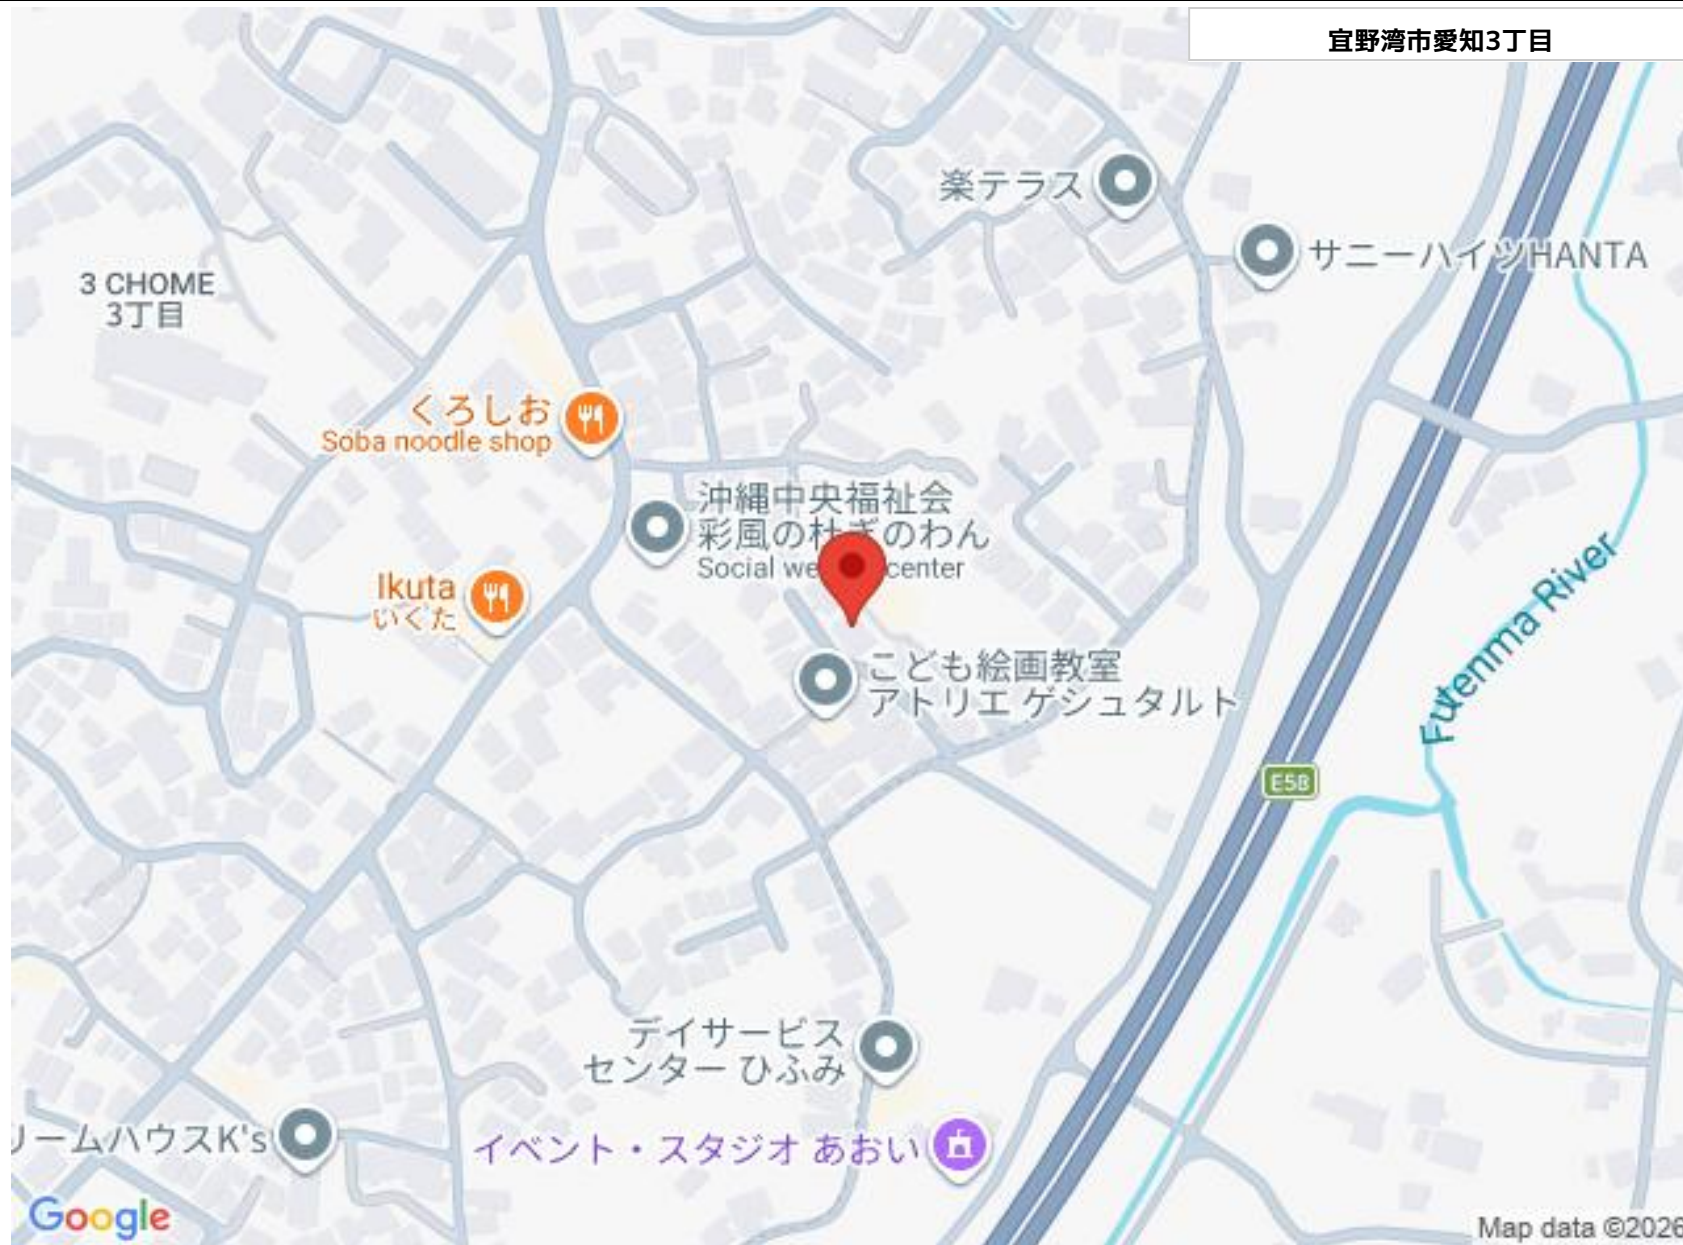 宜野湾市愛知3丁目
楽テラス
サニーハイツHANTA
3 CHOME
3丁目
くろしお
Soba noodle shop
沖縄中央福祉会
彩風の杜ぎのわん
Social we center
Ikuta
いくた
こども絵画教室
アトリエ ゲシュタルト
Futenma River
E58
デイサービス
センター ひふみ
リームハウスK's
イベント・スタジオ あおい
Google
Map data ©2026